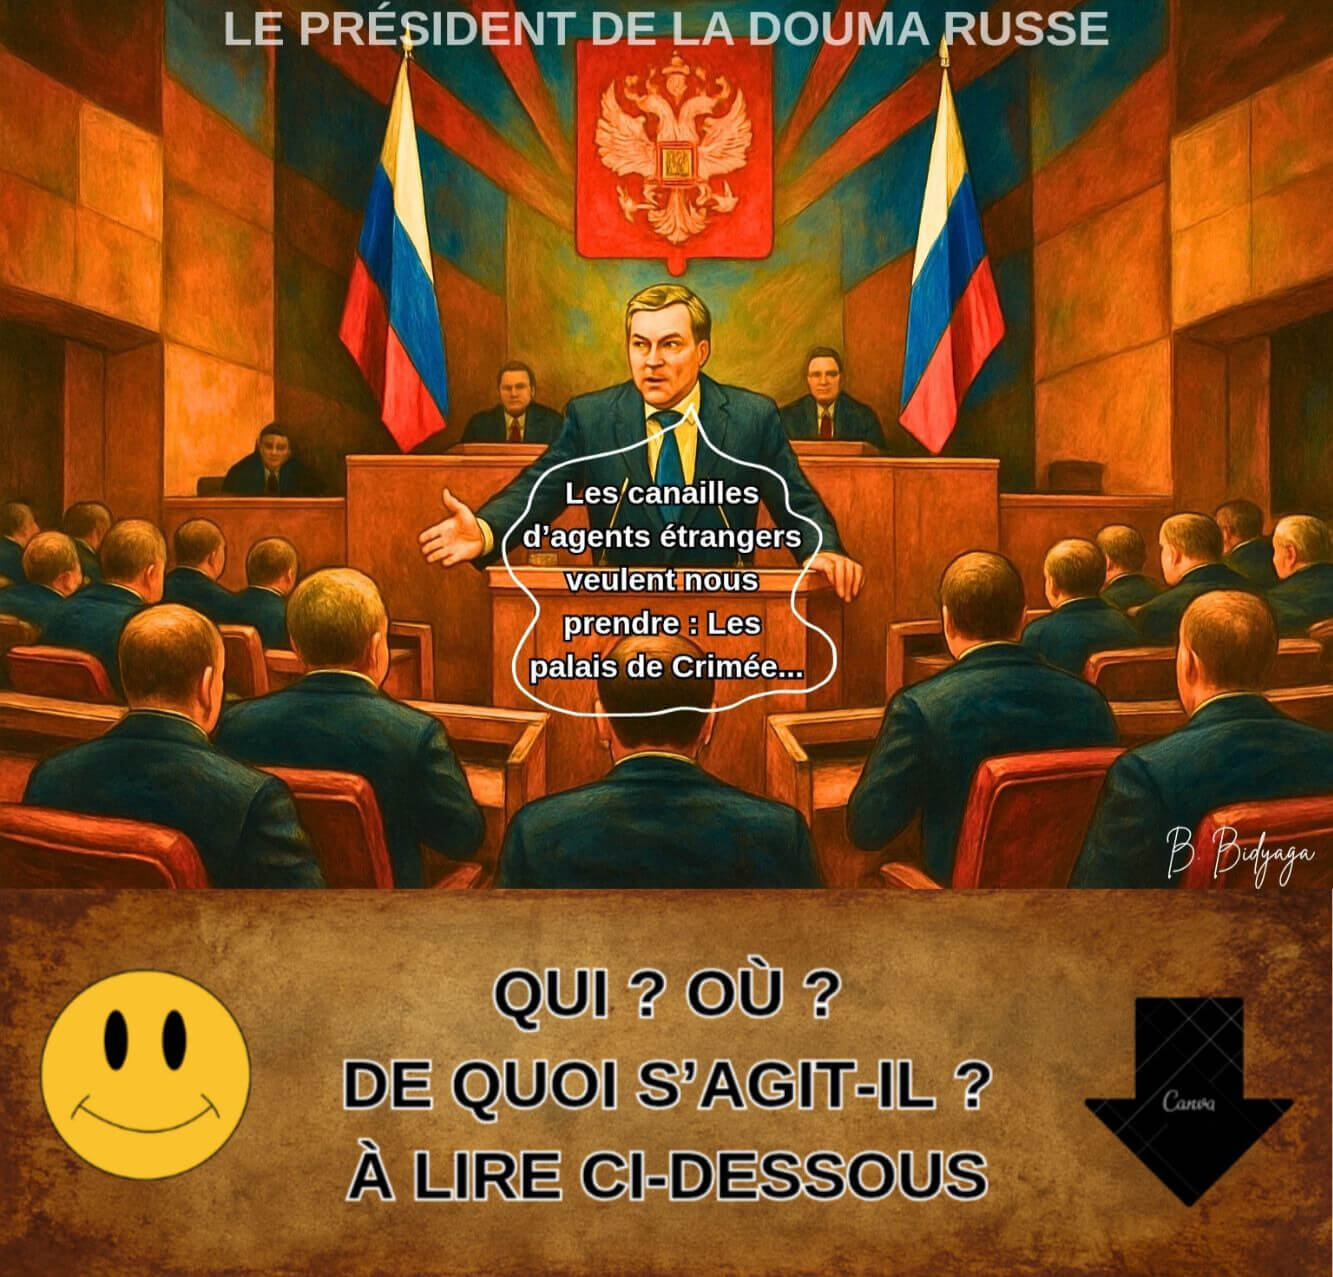 LE PRÉSIDENT DE LA DOUMA RUSSE
Les canailles
d’agents étrangers
veulent nous
prendre : Les
palais de Crimée...
B. Bidyaga
QUI ? OÙ ?
DE QUOI S’AGIT-IL ?
À LIRE CI-DESSOUS
Canva